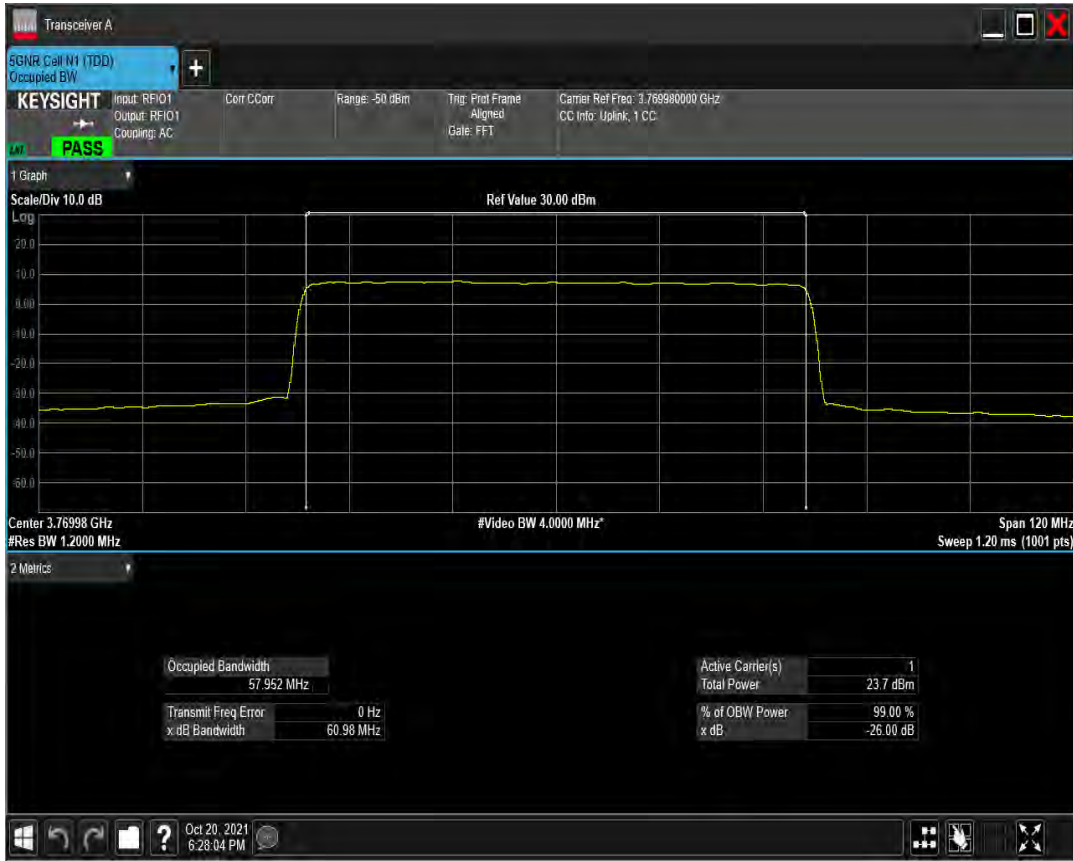 Transceiver A
5GNR Cell N1 (TDD)
Occupied BW
+
KEYSIGHT
Input: RFIO1
Output: RFIO1
Coupling: AC
Corr CCorr
Range: -50 dBm
Trig: Prot Frame
Aligned
Gate: FFT
Carrier Ref Freq: 3.769980000 GHz
CC Info: Uplink, 1 CC
PASS
1 Graph
Scale/Div 10.0 dB
Ref Value 30.00 dBm
Log
20.0
10.0
0.00
-10.0
-20.0
-30.0
-40.0
-50.0
-60.0
Center 3.76998 GHz
#Video BW 4.0000 MHz*
Span 120 MHz
#Res BW 1.2000 MHz
Sweep 1.20 ms (1001 pts)
2 Metrics
Occupied Bandwidth
57.952 MHz
Transmit Freq Error 0 Hz
x dB Bandwidth 60.98 MHz
Active Carrier(s) 1
Total Power 23.7 dBm
% of OBW Power 99.00 %
x dB -26.00 dB
?
Oct 20, 2021
6:28:04 PM